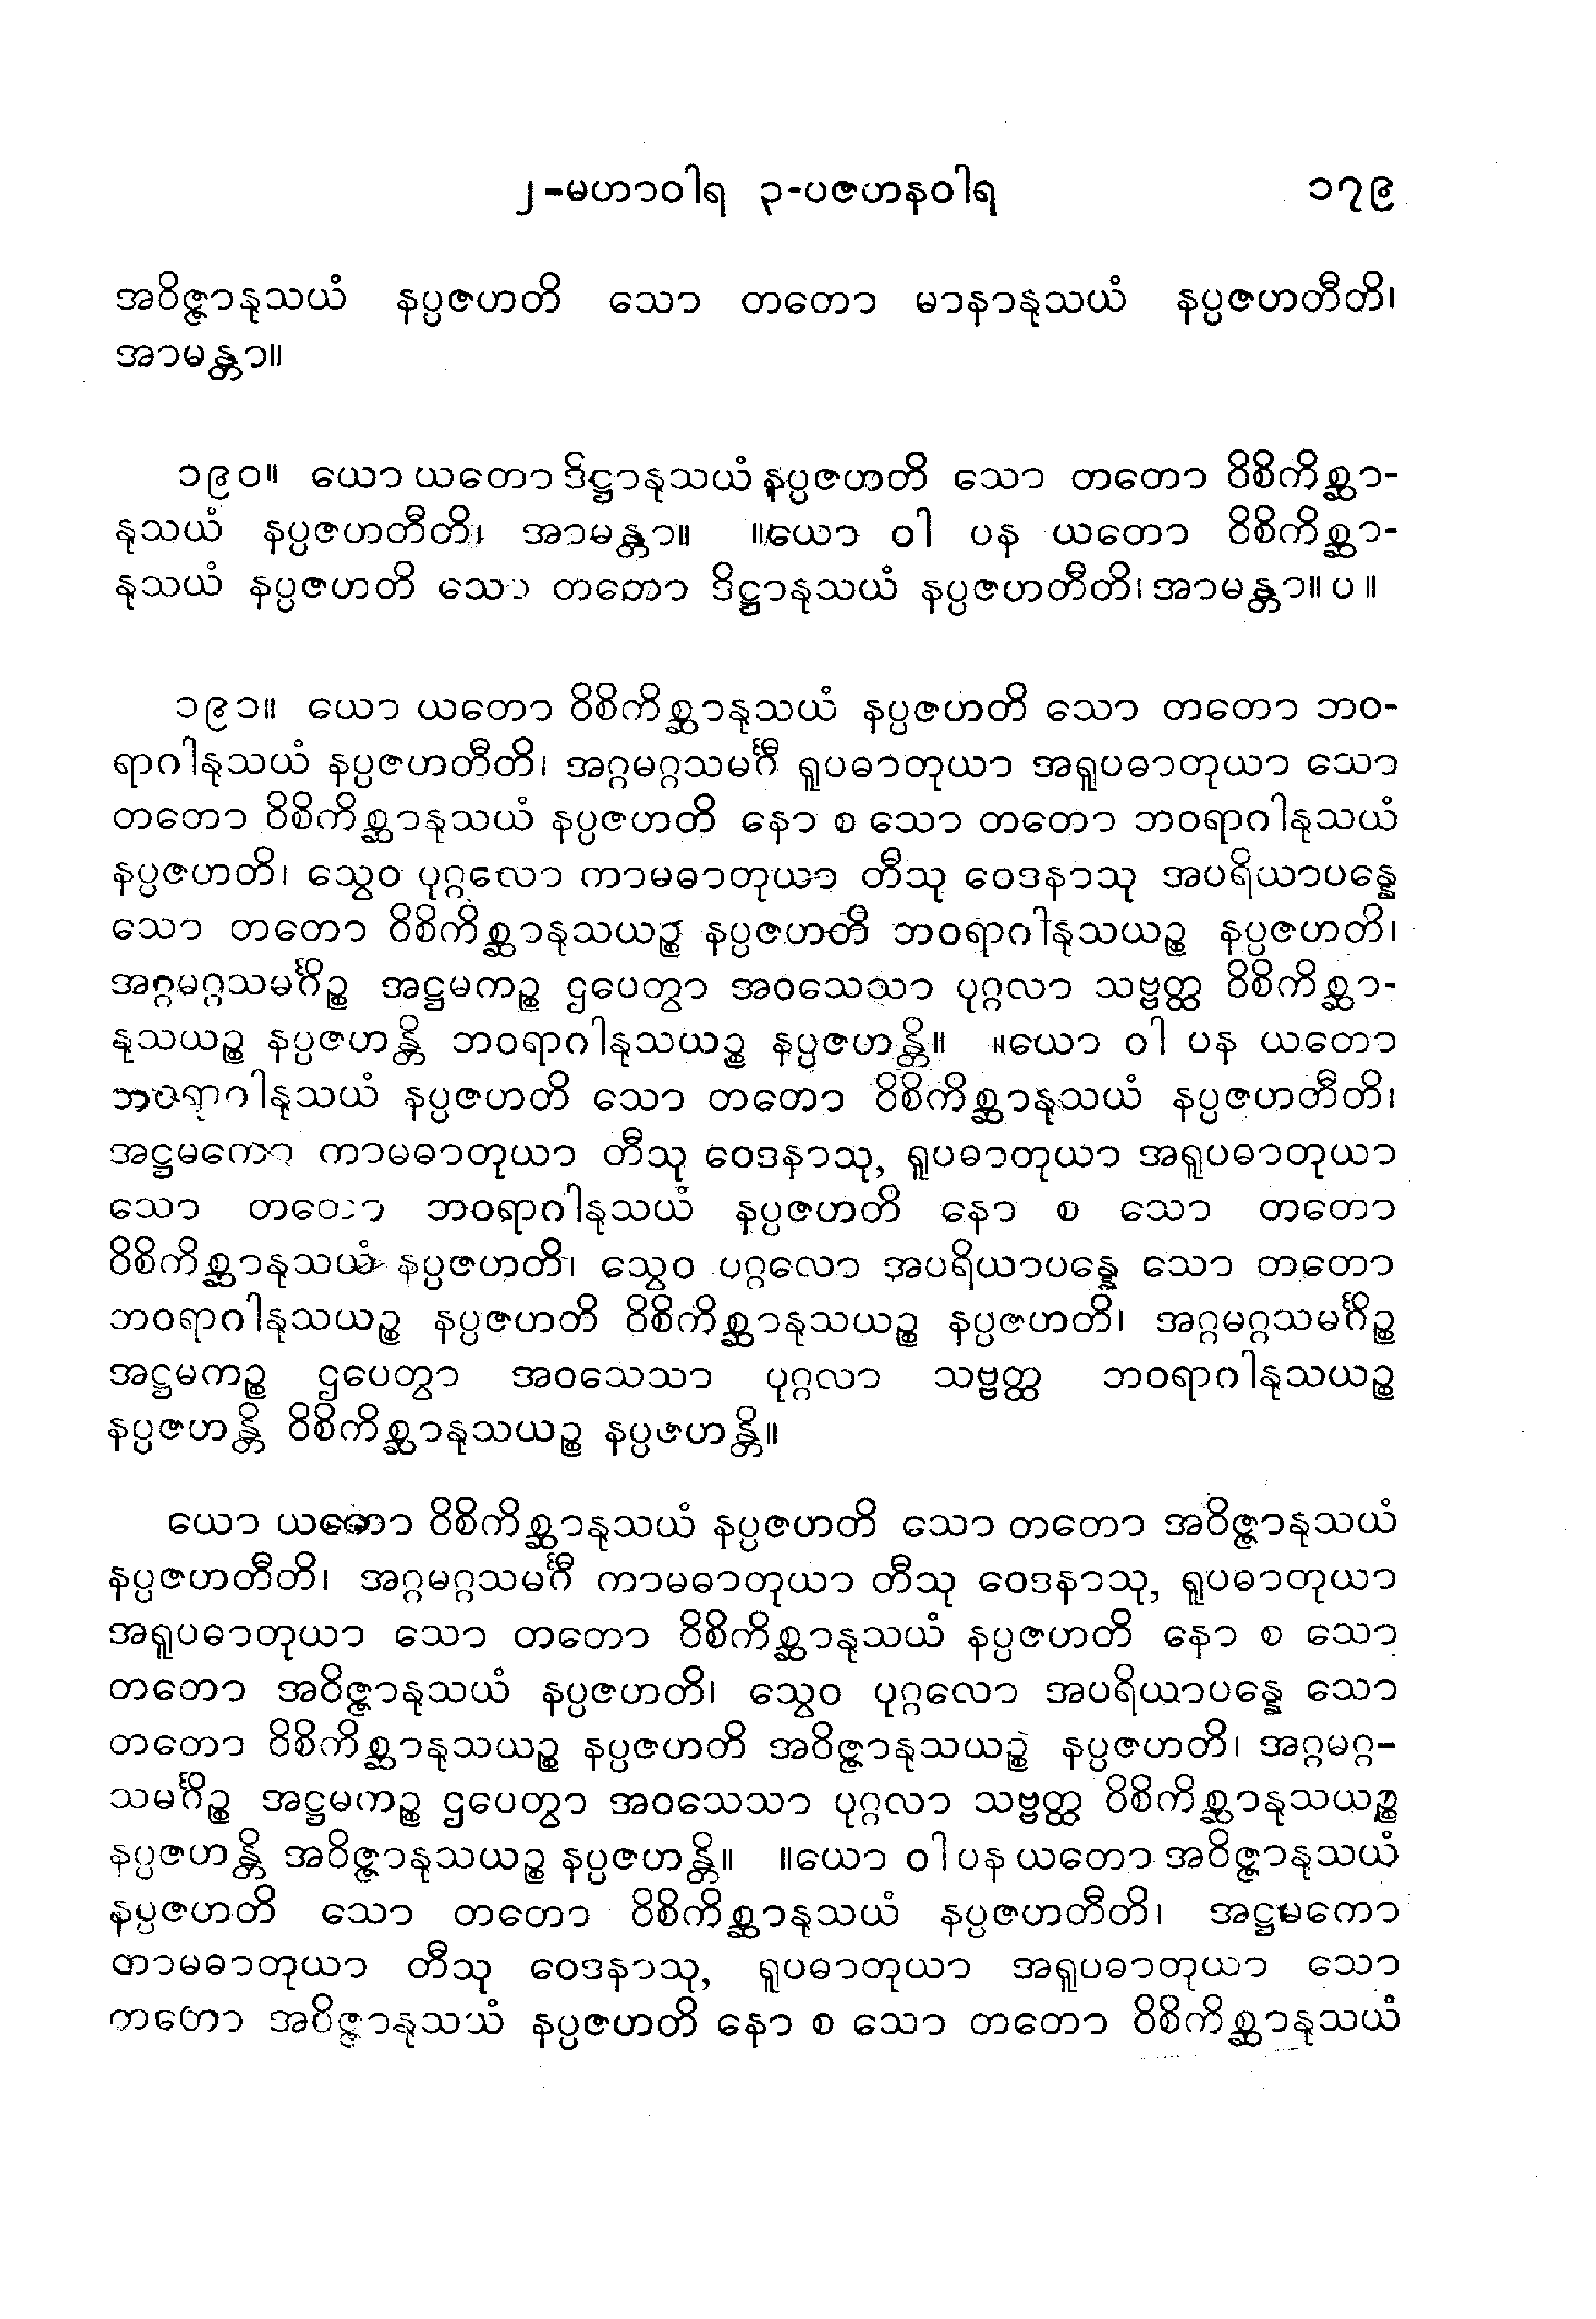 ၂-မဟာဝါရ ၃-ပဇဟနဝါရ ၁၇၉
အဝိဇ္ဇာနုသယံ နပ္ပဇဟတိ သော တတော မာနာနုသယံ နပ္ပဇဟတီတိ၊
အာမန္တာ။
၁၉၀။ ယော ယတော ဒိဋ္ဌာနုသယံ နပ္ပဇဟတိ သော တတော ဝိစိကိစ္ဆာ-
နုသယံ နပ္ပဇဟတီတိ၊ အာမန္တာ။ ။ယော ဝါ ပန ယတော ဝိစိကိစ္ဆာ-
နုသယံ နပ္ပဇဟတိ သော တတော ဒိဋ္ဌာနုသယံ နပ္ပဇဟတီတိ၊ အာမန္တာ။ ပ ။
၁၉၁။ ယော ယတော ဝိစိကိစ္ဆာနုသယံ နပ္ပဇဟတိ သော တတော ဘဝ-
ရာဂါနုသယံ နပ္ပဇဟတီတိ၊ အဂ္ဂမဂ္ဂသမင်္ဂီ ရူပဓာတုယာ အရူပဓာတုယာ သော
တတော ဝိစိကိစ္ဆာနုသယံ နပ္ပဇဟတိ နော စ သော တတော ဘဝရာဂါနုသယံ
နပ္ပဇဟတိ၊ သွေဝ ပုဂ္ဂလော ကာမဓာတုယာ တီသု ဝေဒနာသု အပရိယာပန္နေ
သော တတော ဝိစိကိစ္ဆာနုသယဉ္စ နပ္ပဇဟတိ ဘဝရာဂါနုသယဉ္စ နပ္ပဇဟတိ၊
အဂ္ဂမဂ္ဂသမင်္ဂိဉ္စ အဋ္ဌမကဉ္စ ဌပေတွာ အဝသေသာ ပုဂ္ဂလာ သဗ္ဗတ္ထ ဝိစိကိစ္ဆာ-
နုသယဉ္စ နပ္ပဇဟန္တိ ဘဝရာဂါနုသယဉ္စ နပ္ပဇဟန္တိ။ ။ယော ဝါ ပန ယတော
ဘဝရာဂါနုသယံ နပ္ပဇဟတိ သော တတော ဝိစိကိစ္ဆာနုသယံ နပ္ပဇဟတီတိ၊
အဋ္ဌမကော ကာမဓာတုယာ တီသု ဝေဒနာသု, ရူပဓာတုယာ အရူပဓာတုယာ
သော တတော ဘဝရာဂါနုသယံ နပ္ပဇဟတိ နော စ သော တတော
ဝိစိကိစ္ဆာနုသယံ နပ္ပဇဟတိ၊ သွေဝ ပဂ္ဂလော အပရိယာပန္နေ သော တတော
ဘဝရာဂါနုသယဉ္စ နပ္ပဇဟတိ ဝိစိကိစ္ဆာနုသယဉ္စ နပ္ပဇဟတိ၊ အဂ္ဂမဂ္ဂသမင်္ဂိဉ္စ
အဋ္ဌမကဉ္စ ဌပေတွာ အဝသေသာ ပုဂ္ဂလာ သဗ္ဗတ္ထ ဘဝရာဂါနုသယဉ္စ
နပ္ပဇဟန္တိ ဝိစိကိစ္ဆာနုသယဉ္စ နပ္ပဇဟန္တိ။
ယော ယတော ဝိစိကိစ္ဆာနုသယံ နပ္ပဇဟတိ သော တတော အဝိဇ္ဇာနုသယံ
နပ္ပဇဟတီတိ၊ အဂ္ဂမဂ္ဂသမင်္ဂီ ကာမဓာတုယာ တီသု ဝေဒနာသု, ရူပဓာတုယာ
အရူပဓာတုယာ သော တတော ဝိစိကိစ္ဆာနုသယံ နပ္ပဇဟတိ နော စ သော
တတော အဝိဇ္ဇာနုသယံ နပ္ပဇဟတိ၊ သွေဝ ပုဂ္ဂလော အပရိယာပန္နေ သော
တတော ဝိစိကိစ္ဆာနုသယဉ္စ နပ္ပဇဟတိ အဝိဇ္ဇာနုသယဉ္စ နပ္ပဇဟတိ၊ အဂ္ဂမဂ္ဂ-
သမင်္ဂိဉ္စ အဋ္ဌမကဉ္စ ဌပေတွာ အဝသေသာ ပုဂ္ဂလာ သဗ္ဗတ္ထ ဝိစိကိစ္ဆာနုသယဉ္စ
နပ္ပဇဟန္တိ အဝိဇ္ဇာနုသယဉ္စ နပ္ပဇဟန္တိ။ ။ယော ဝါ ပန ယတော အဝိဇ္ဇာနုသယံ
နပ္ပဇဟတိ သော တတော ဝိစိကိစ္ဆာနုသယံ နပ္ပဇဟတီတိ၊ အဋ္ဌမကော
ကာမဓာတုယာ တီသု ဝေဒနာသု, ရူပဓာတုယာ အရူပဓာတုယာ သော
တတော အဝိဇ္ဇာနုသယံ နပ္ပဇဟတိ နော စ သော တတော ဝိစိကိစ္ဆာနုသယံ